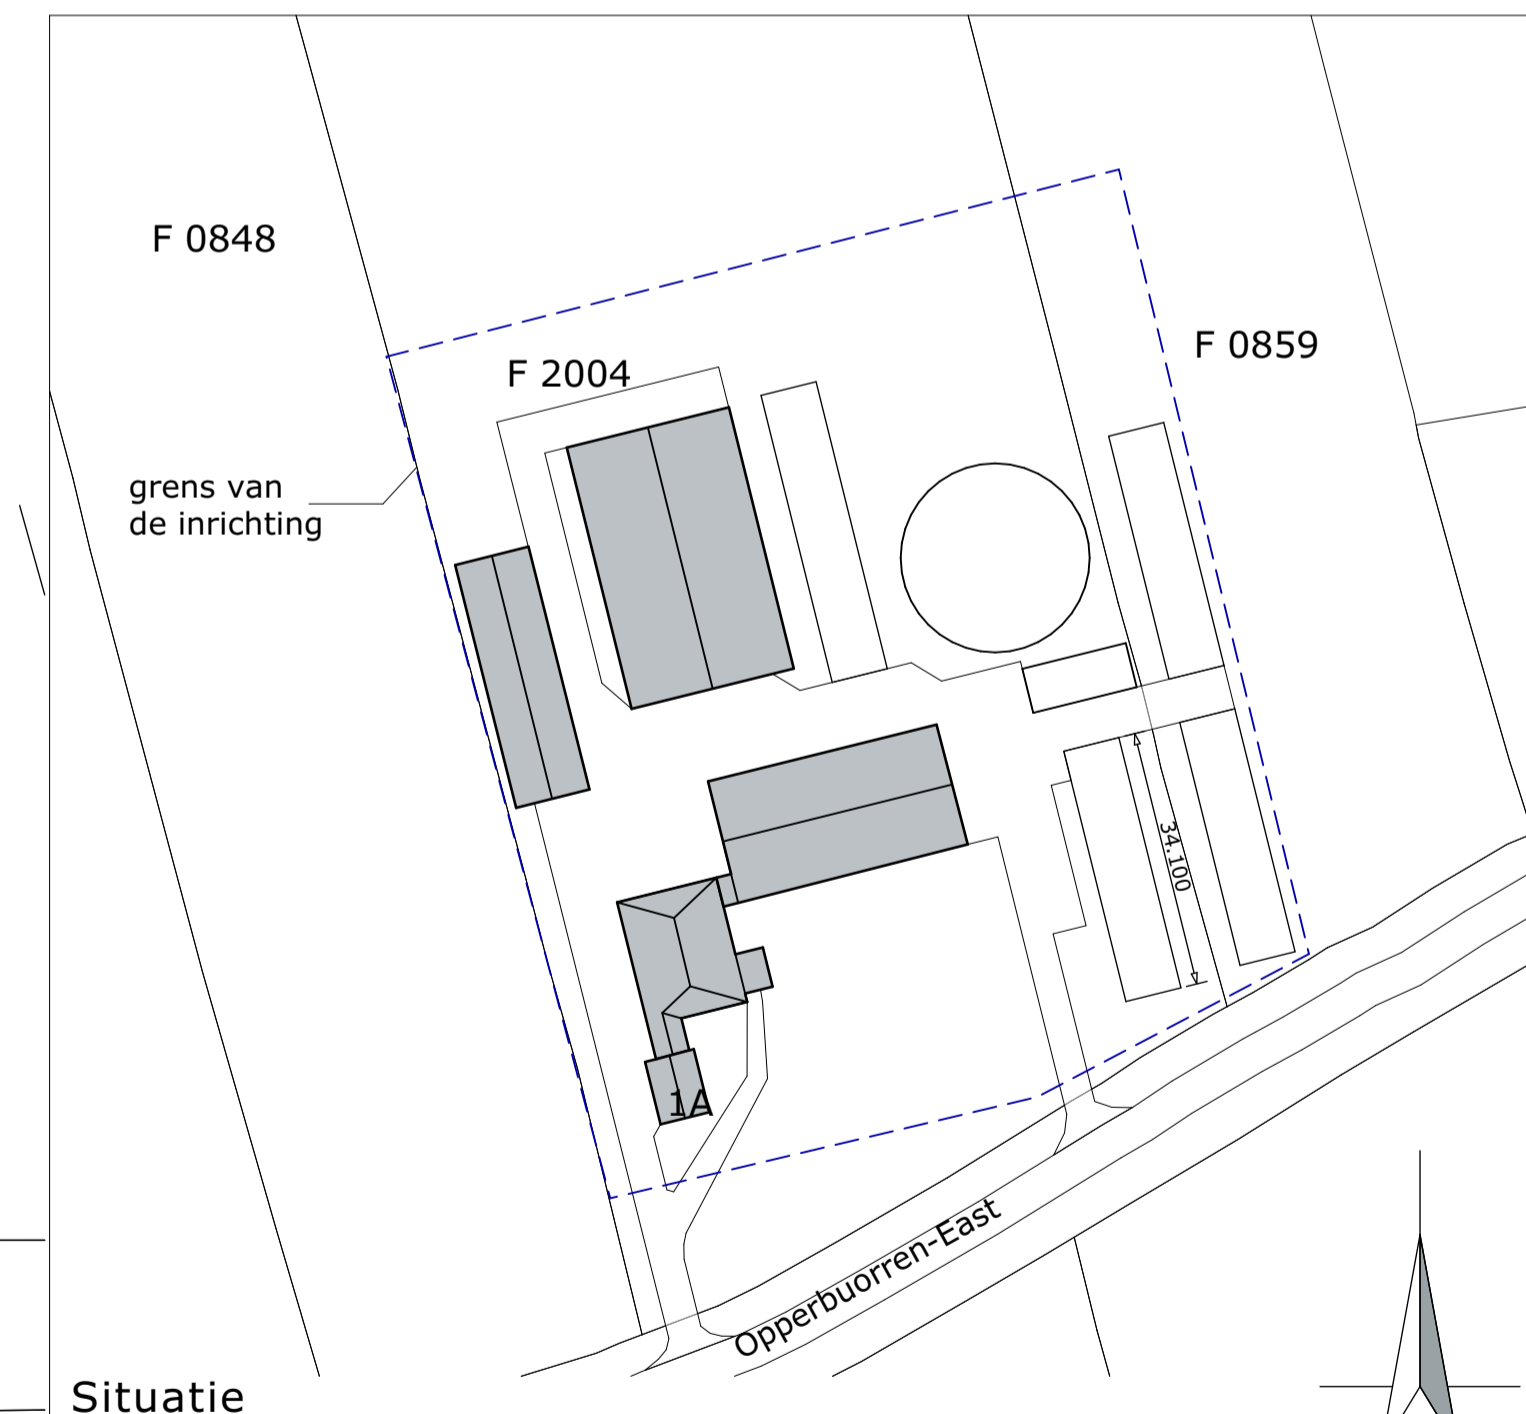 F 0848
F 2004
F 0859
grens van
de inrichting
34.100
1A
Opperbuorren-East
Situatie